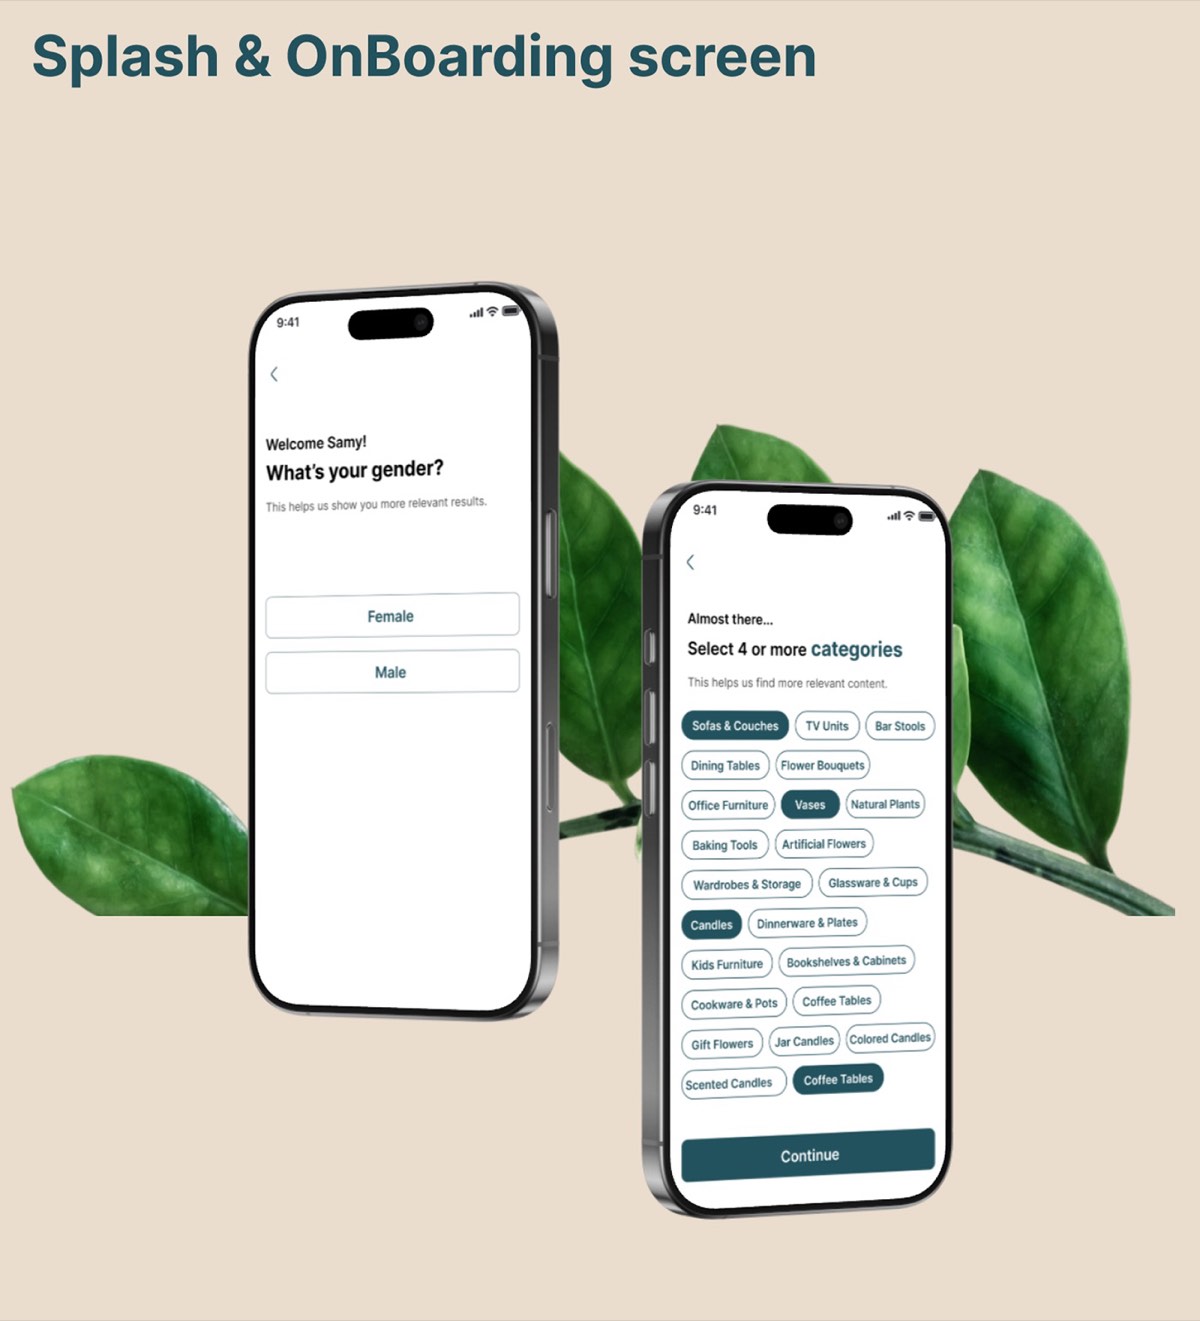 Splash & OnBoarding screen
9:41
Welcome Samy!
What's your gender?
This helps us show you more relevant results.
Female
Male
9:41
Almost there...
Select 4 or more categories
This helps us find more relevant content.
Sofas & Couches TV Units Bar Stools
Dining Tables Flower Bouquets
Office Furniture Vases Natural Plants
Baking Tools Artificial Flowers
Wardrobes & Storage Glassware & Cups
Candles Dinnerware & Plates
Kids Furniture Bookshelves & Cabinets
Cookware & Pots Coffee Tables
Gift Flowers Jar Candles Colored Candles
Scented Candles Coffee Tables
Continue